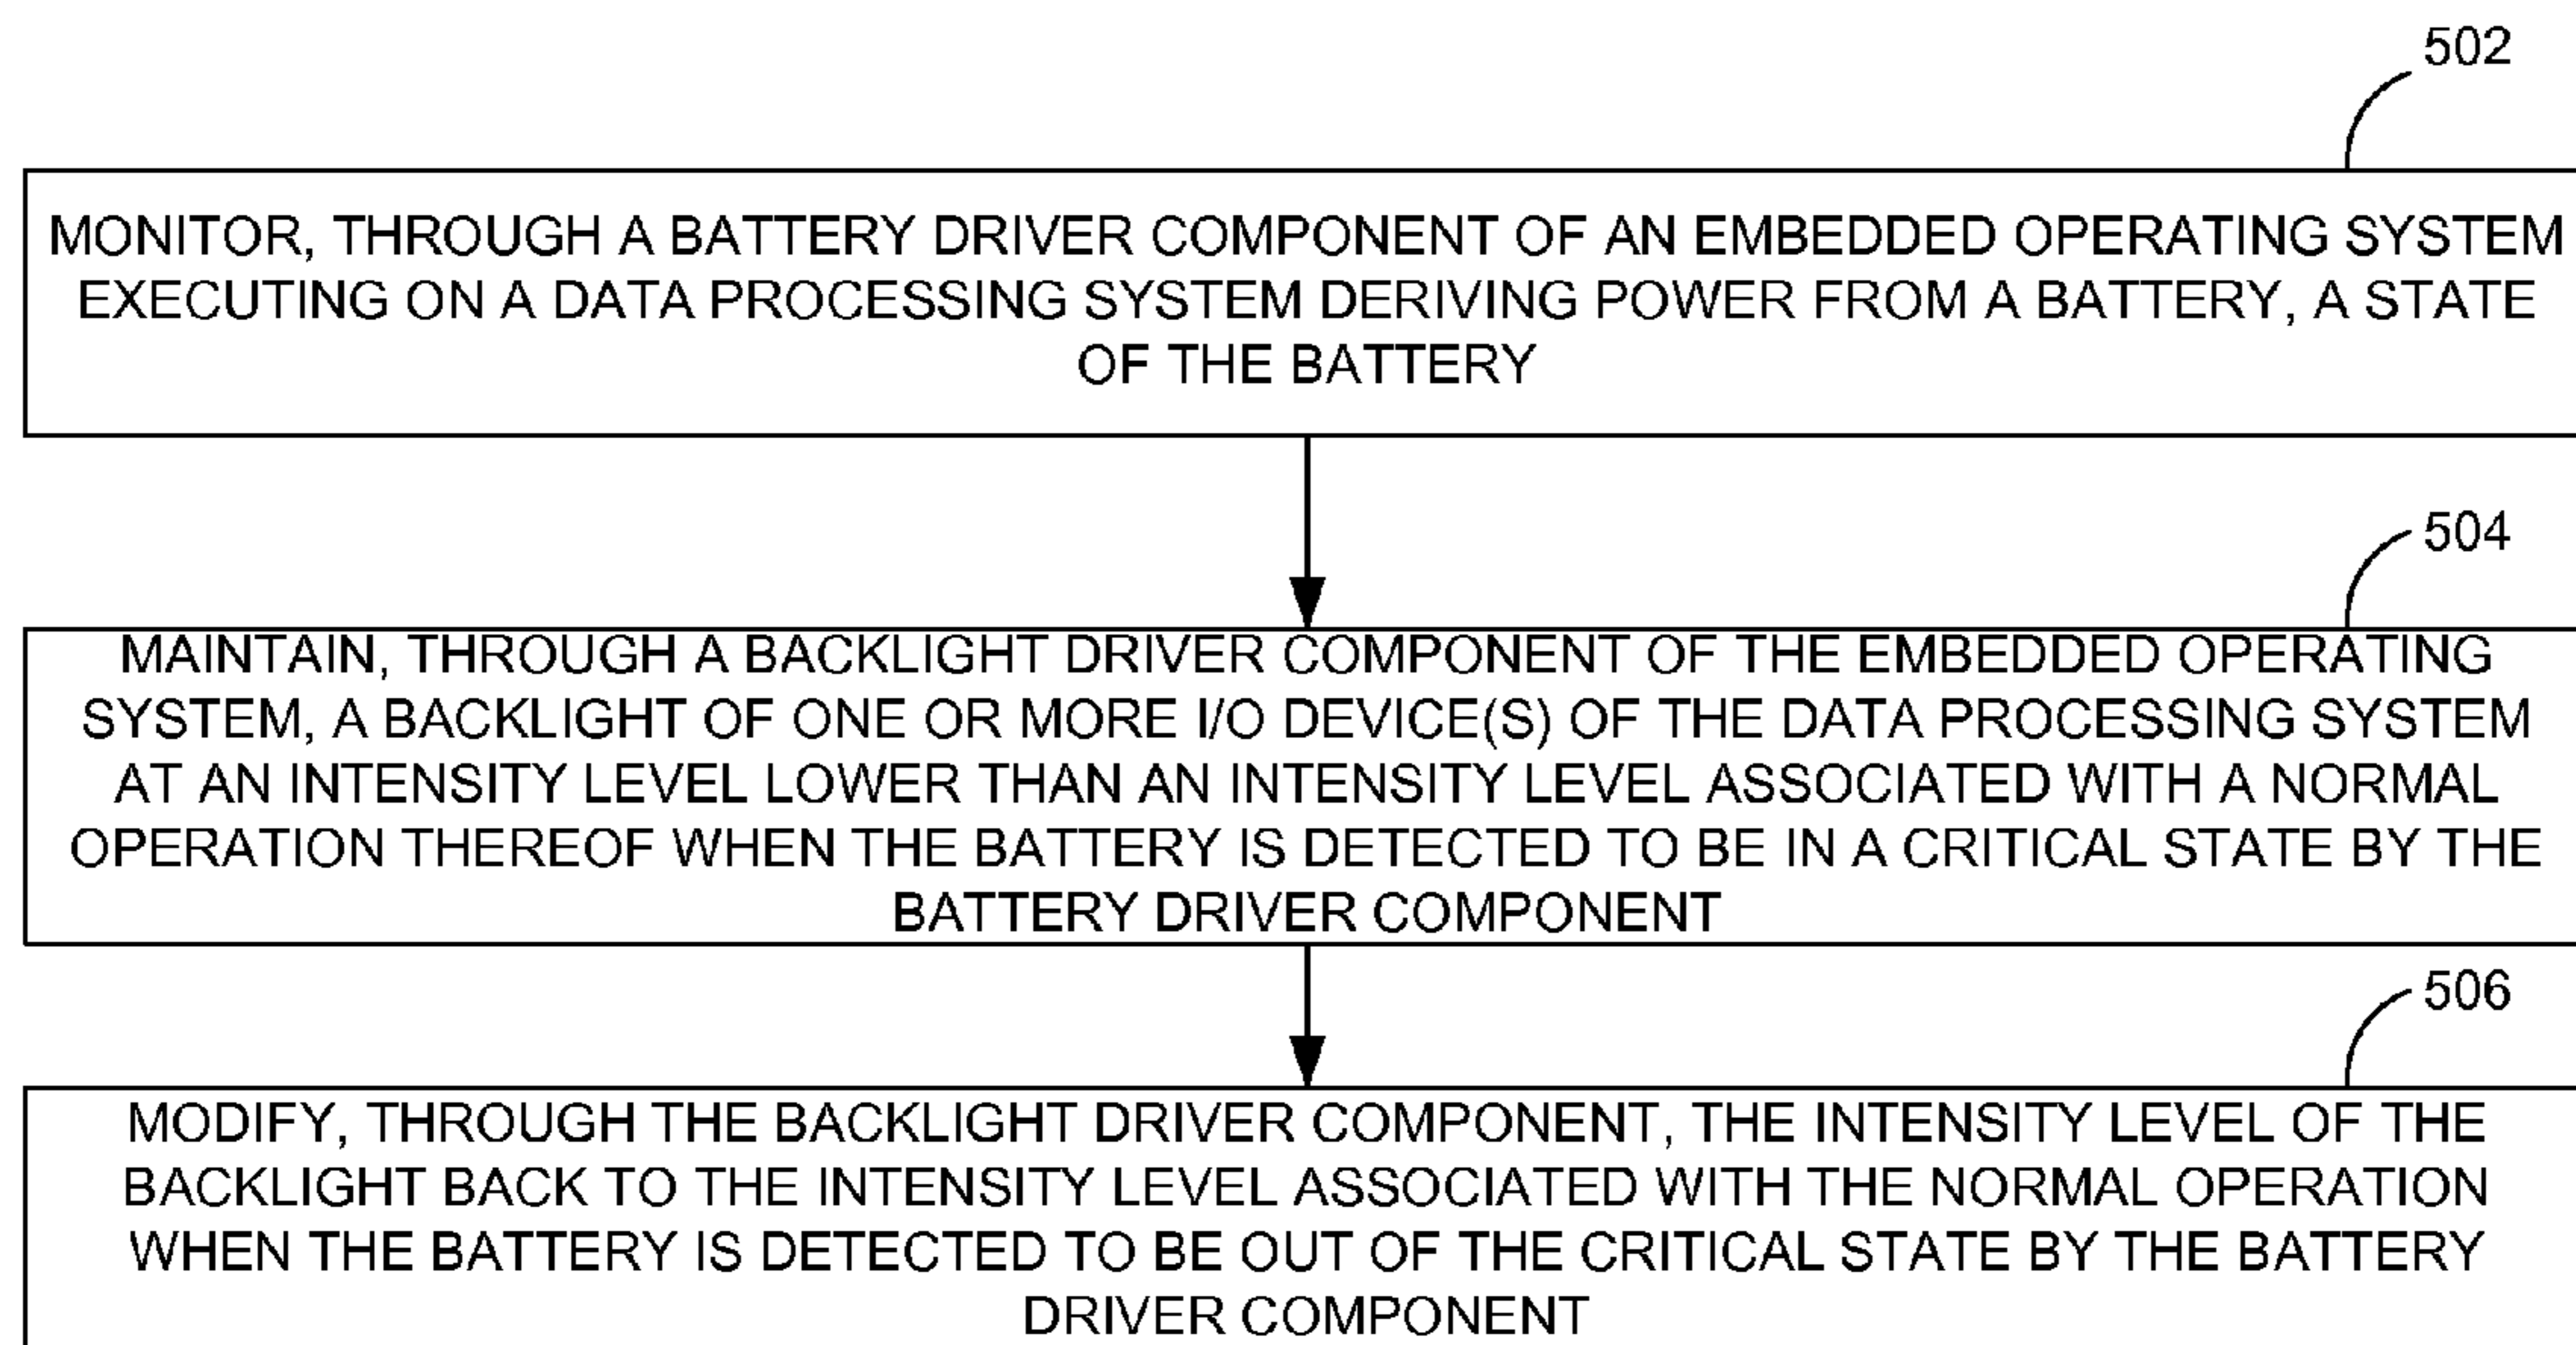 502
MONITOR, THROUGH A BATTERY DRIVER COMPONENT OF AN EMBEDDED OPERATING SYSTEM
EXECUTING ON A DATA PROCESSING SYSTEM DERIVING POWER FROM A BATTERY, A STATE
OF THE BATTERY
504
MAINTAIN, THROUGH A BACKLIGHT DRIVER COMPONENT OF THE EMBEDDED OPERATING
SYSTEM, A BACKLIGHT OF ONE OR MORE I/O DEVICE(S) OF THE DATA PROCESSING SYSTEM
AT AN INTENSITY LEVEL LOWER THAN AN INTENSITY LEVEL ASSOCIATED WITH A NORMAL
OPERATION THEREOF WHEN THE BATTERY IS DETECTED TO BE IN A CRITICAL STATE BY THE
BATTERY DRIVER COMPONENT
506
MODIFY, THROUGH THE BACKLIGHT DRIVER COMPONENT, THE INTENSITY LEVEL OF THE
BACKLIGHT BACK TO THE INTENSITY LEVEL ASSOCIATED WITH THE NORMAL OPERATION
WHEN THE BATTERY IS DETECTED TO BE OUT OF THE CRITICAL STATE BY THE BATTERY
DRIVER COMPONENT